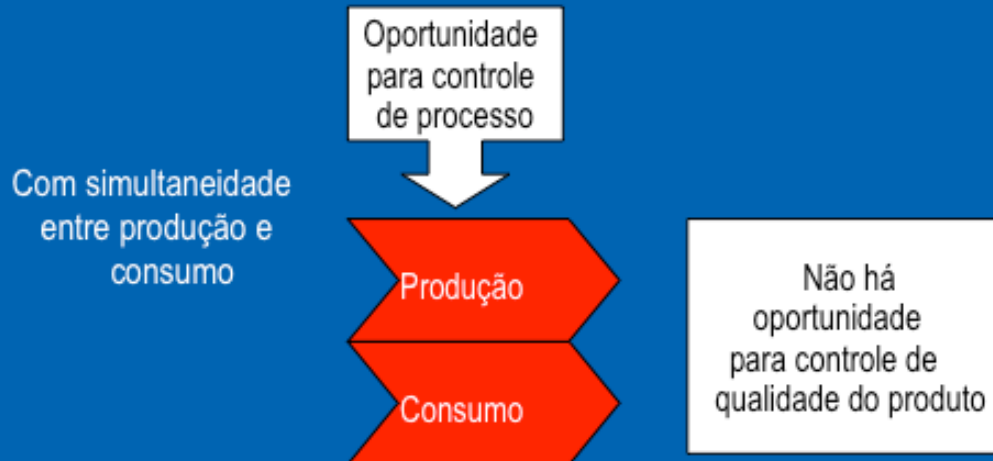 Oportunidade
para controle
de processo
Com simultaneidade
entre produção e
consumo
Produção
Consumo
Não há
oportunidade
para controle de
qualidade do produto